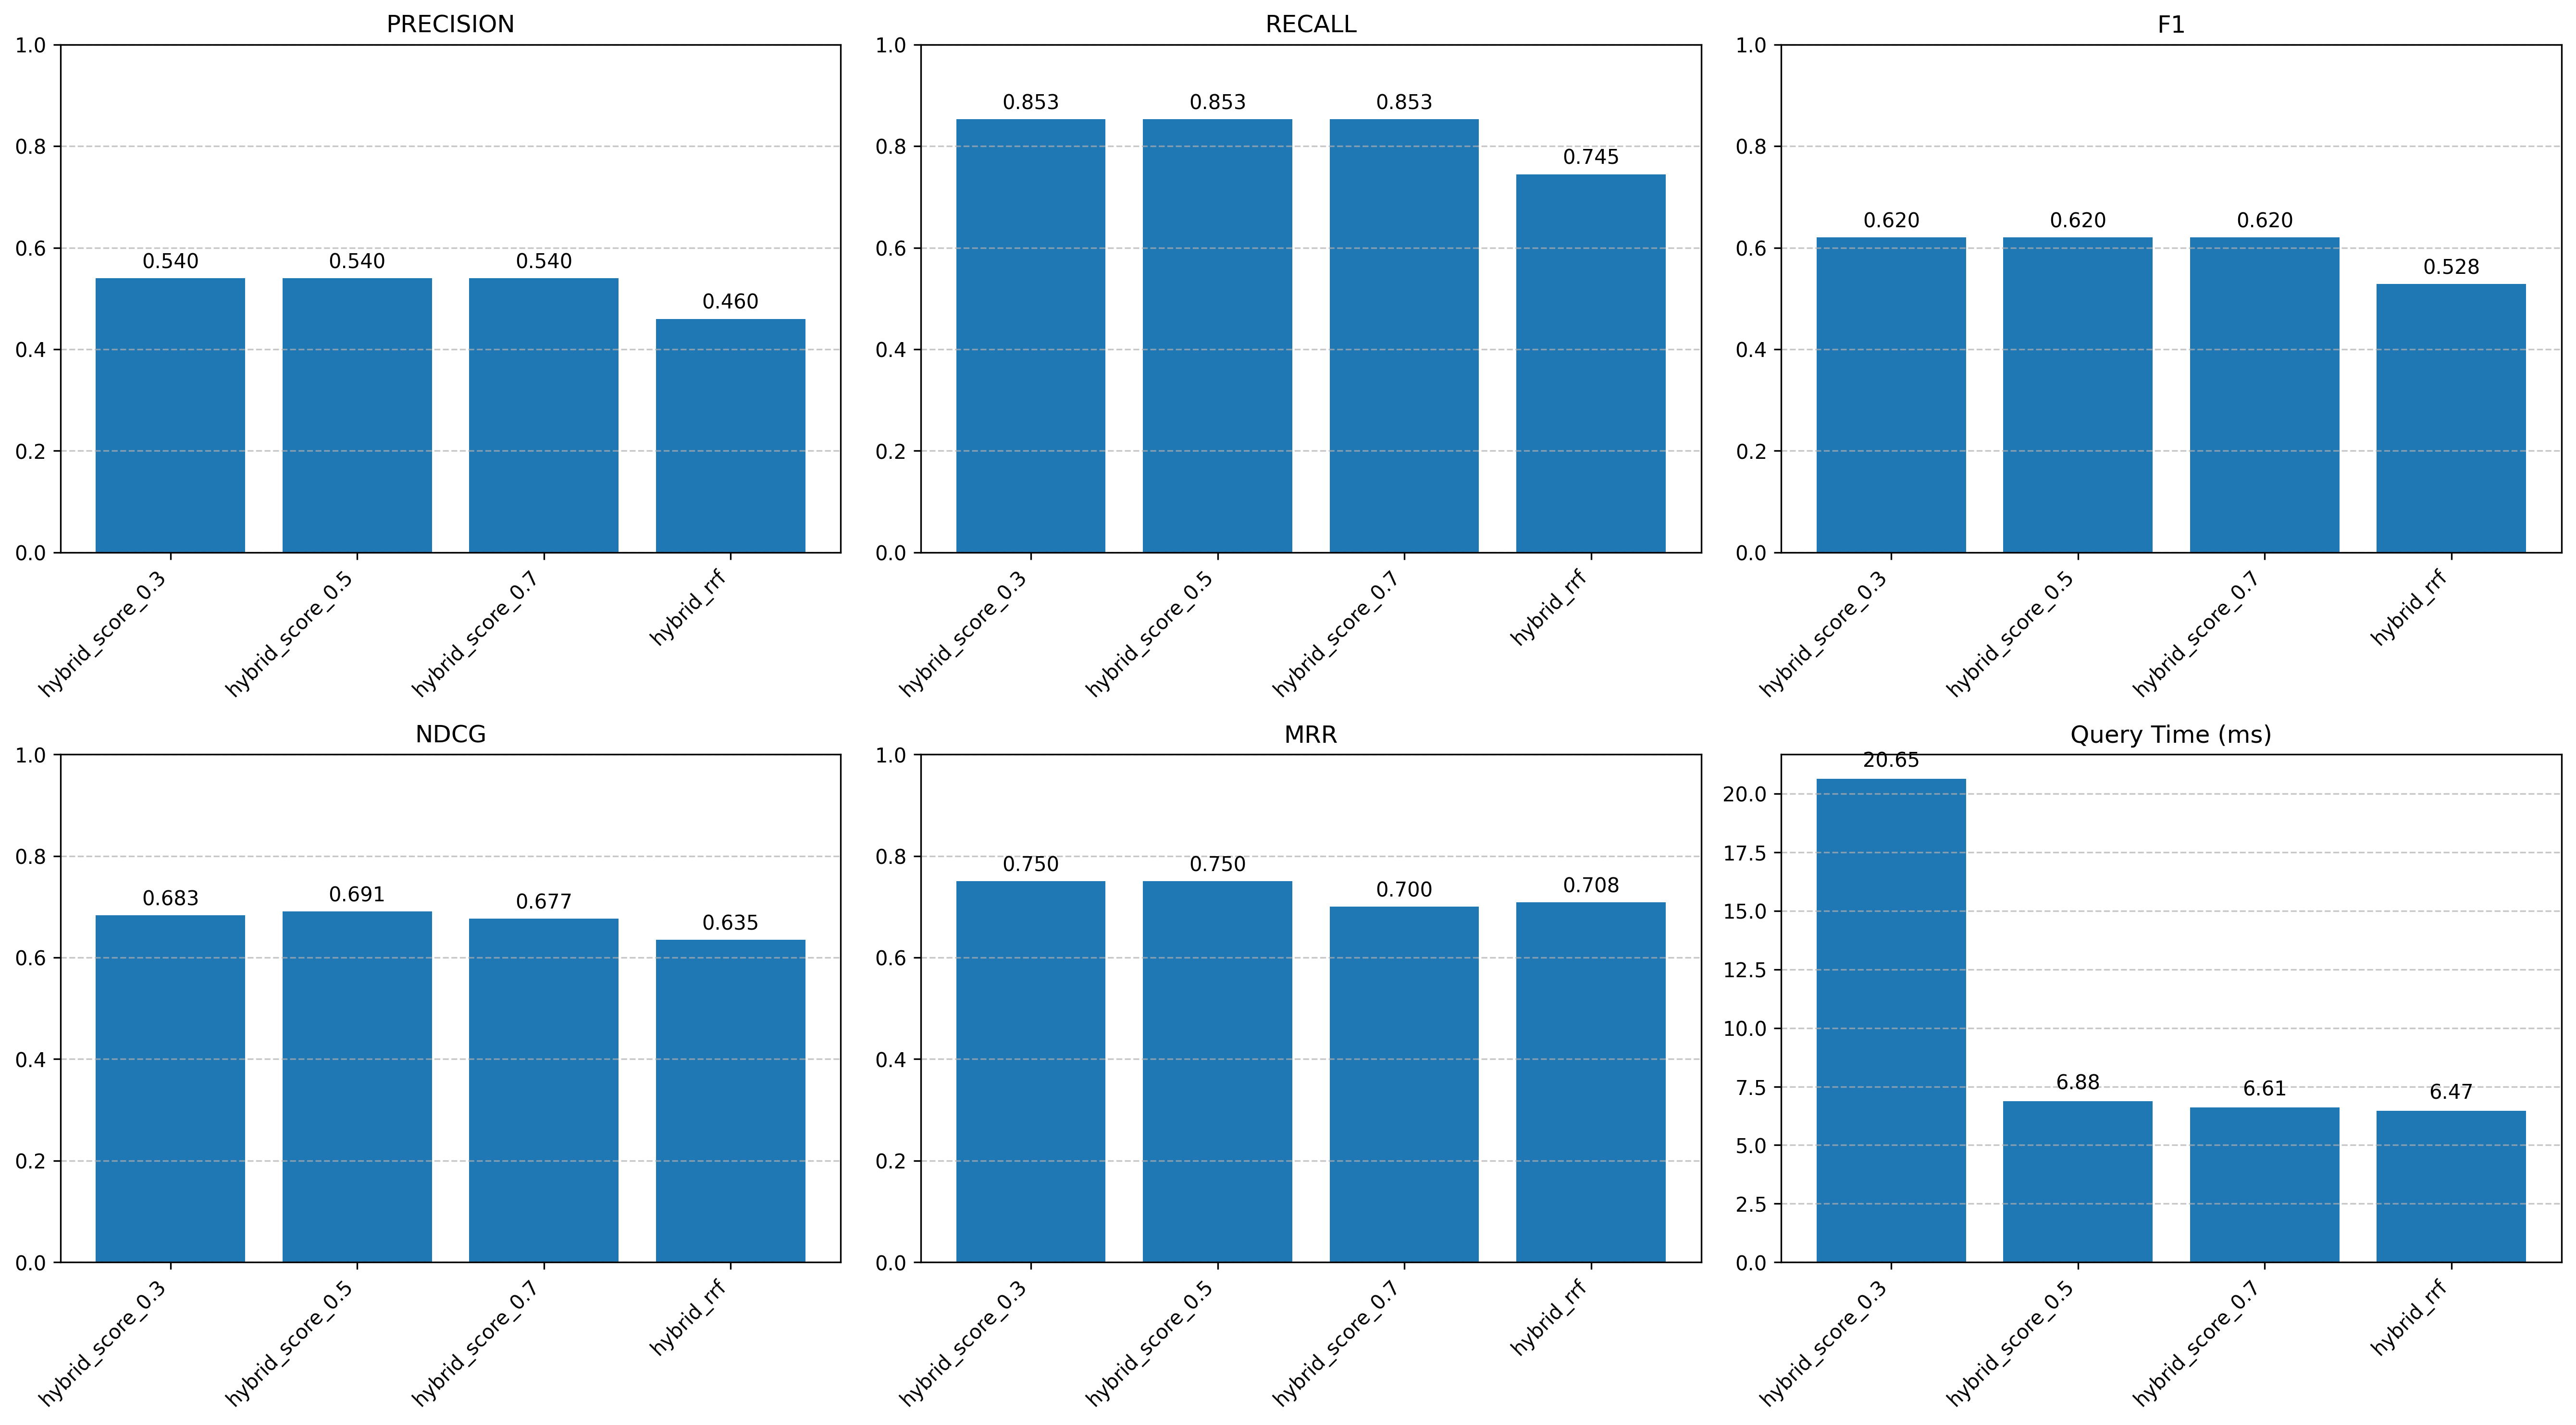 PRECISION
1.0
0.8
0.6
0.4
0.2
0.0
0.540
0.540
0.540
0.460
hybrid_score_0.3
hybrid_score_0.5
hybrid_score_0.7
hybrid_rrf
RECALL
1.0
0.8
0.6
0.4
0.2
0.0
0.853
0.853
0.853
0.745
hybrid_score_0.3
hybrid_score_0.5
hybrid_score_0.7
hybrid_rrf
F1
1.0
0.8
0.6
0.4
0.2
0.0
0.620
0.620
0.620
0.528
hybrid_score_0.3
hybrid_score_0.5
hybrid_score_0.7
hybrid_rrf
NDCG
1.0
0.8
0.6
0.4
0.2
0.0
0.683
0.691
0.677
0.635
hybrid_score_0.3
hybrid_score_0.5
hybrid_score_0.7
hybrid_rrf
MRR
1.0
0.8
0.6
0.4
0.2
0.0
0.750
0.750
0.700
0.708
hybrid_score_0.3
hybrid_score_0.5
hybrid_score_0.7
hybrid_rrf
Query Time (ms)
20.0
17.5
15.0
12.5
10.0
7.5
5.0
2.5
0.0
20.65
6.88
6.61
6.47
hybrid_score_0.3
hybrid_score_0.5
hybrid_score_0.7
hybrid_rrf